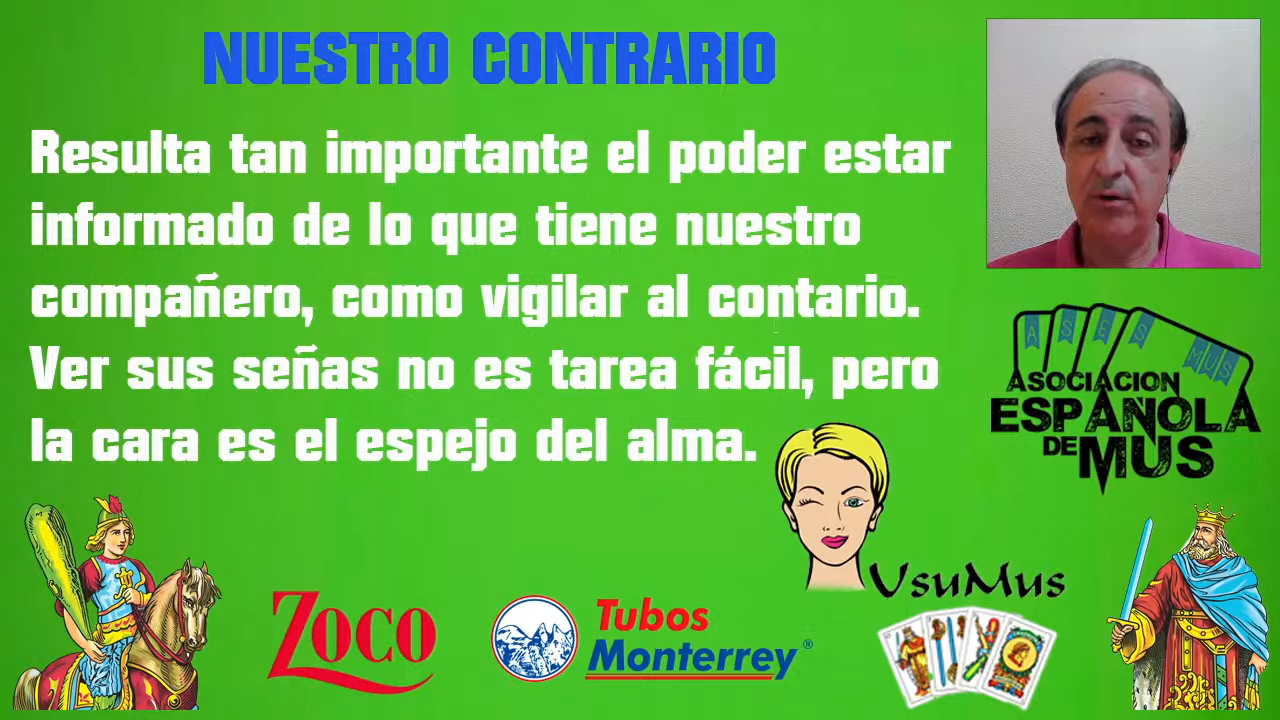 NUESTRO CONTRARIO
Resulta tan importante el poder estar
informado de lo que tiene nuestro
compañero, como vigilar al contario.
Ver sus señas no es tarea fácil, pero
la cara es el espejo del alma.
ASES MUS
ASOCIACION
ESPAÑOLA
DE MUS
ZOCO
Tubos
Monterrey®
UsuMus